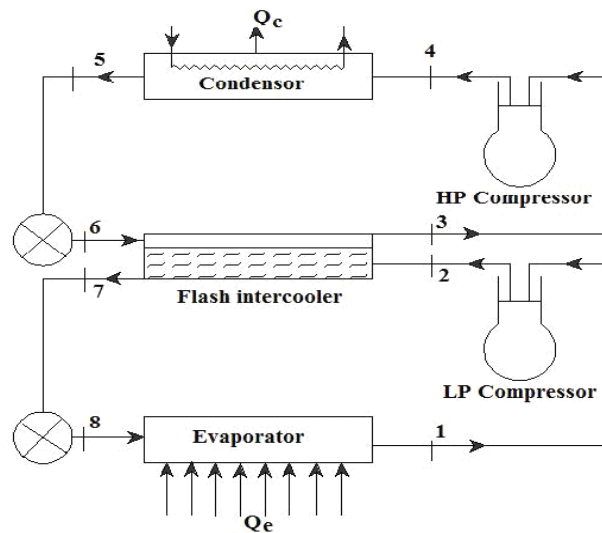 Qc
5
4
Condensor
HP Compressor
6
3
7
2
Flash intercooler
LP Compressor
8
Evaporator
1
Qe